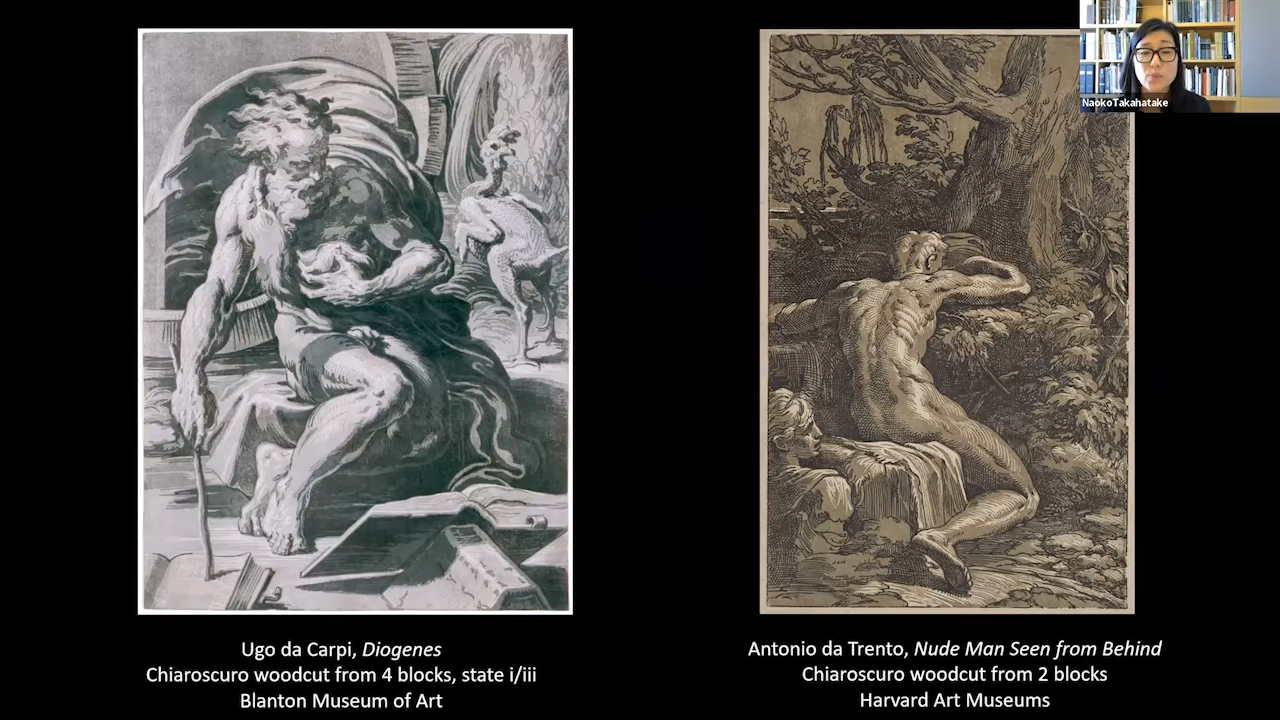 NaokoTakahatake
Ugo da Carpi, Diogenes
Chiaroscuro woodcut from 4 blocks, state i/iii
Blanton Museum of Art
Antonio da Trento, Nude Man Seen from Behind
Chiaroscuro woodcut from 2 blocks
Harvard Art Museums